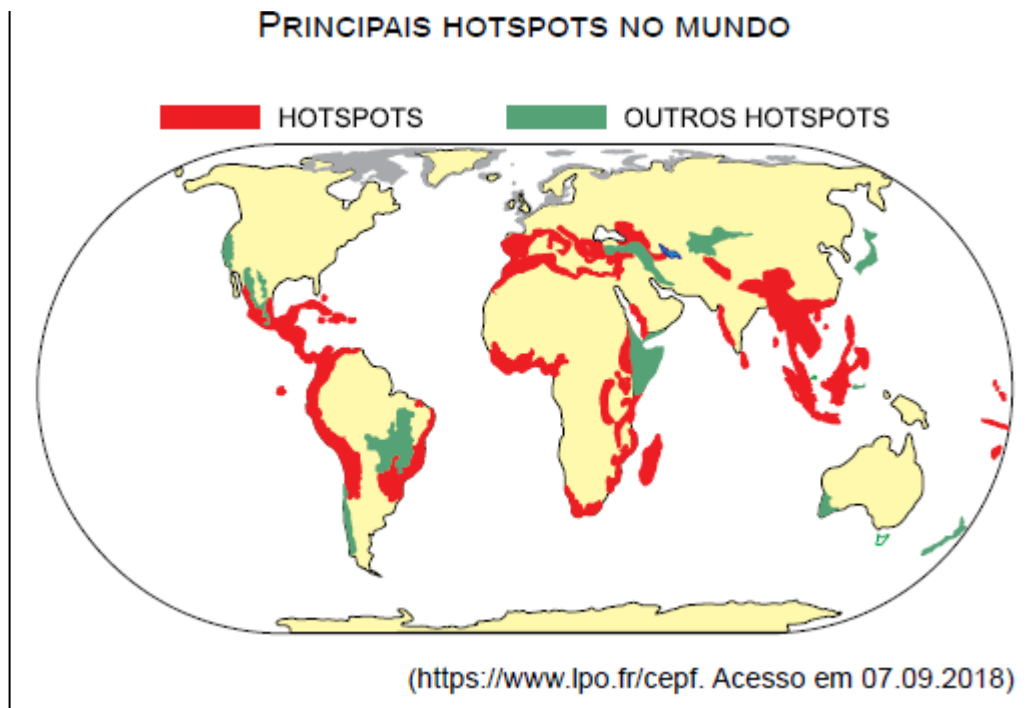 PRINCIPAIS HOTSPOTS NO MUNDO
HOTSPOTS
OUTROS HOTSPOTS
(https://www.lpo.fr/cepf. Acesso em 07.09.2018)